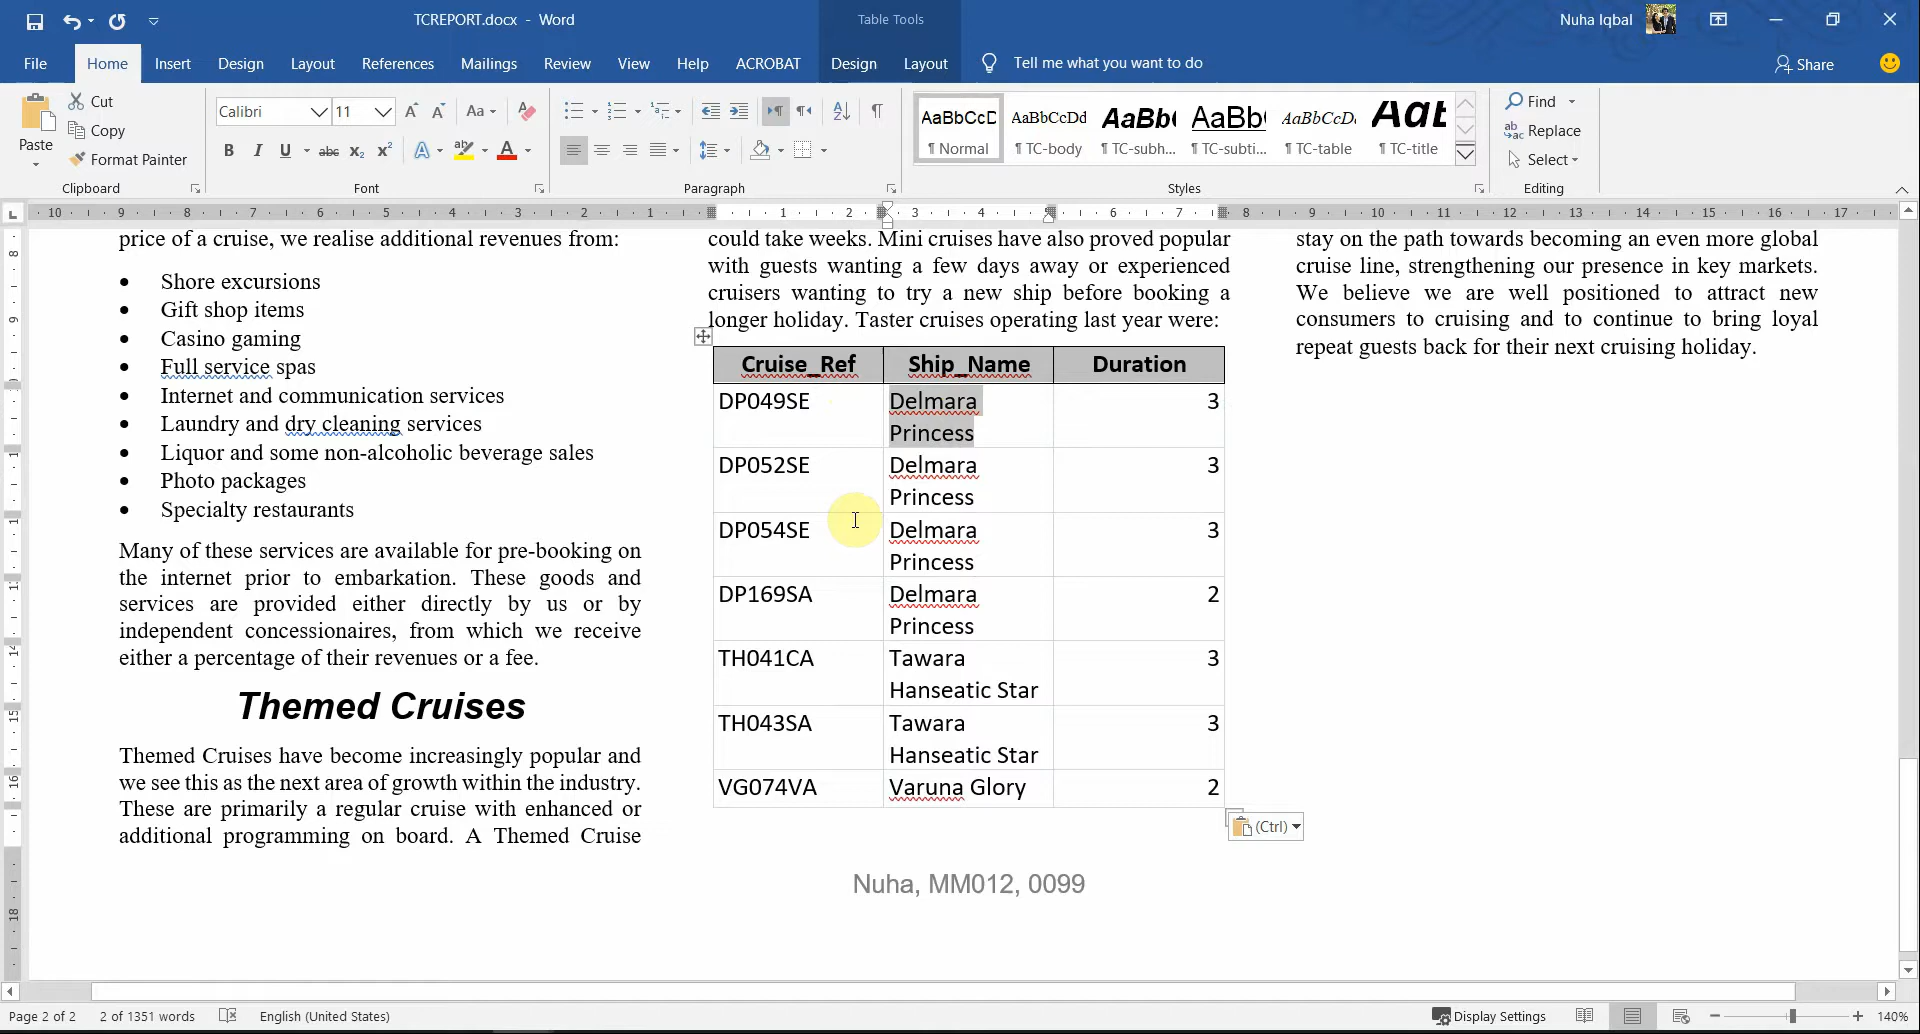 TCREPORT.docx - Word
Table Tools
Nuha Iqbal
File
Home
Insert
Design
Layout
References
Mailings
Review
View
Help
ACROBAT
Design
Layout
Tell me what you want to do
Share
Paste
Cut
Copy
Format Painter
Clipboard
Calibri
11
Font
Paragraph
AaBbCcD
¶ Normal
AaBbCcDd
¶ TC-body
AaBb(
¶ TC-subh...
AaBb(
¶ TC-subti...
AaBbCcD
¶ TC-table
Aat
¶ TC-title
Styles
Find
Replace
Select
Editing
price of a cruise, we realise additional revenues from:
• Shore excursions
• Gift shop items
• Casino gaming
• Full service spas
• Internet and communication services
• Laundry and dry cleaning services
• Liquor and some non-alcoholic beverage sales
• Photo packages
• Specialty restaurants
Many of these services are available for pre-booking on
the internet prior to embarkation. These goods and
services are provided either directly by us or by
independent concessionaires, from which we receive
either a percentage of their revenues or a fee.
Themed Cruises
Themed Cruises have become increasingly popular and
we see this as the next area of growth within the industry.
These are primarily a regular cruise with enhanced or
additional programming on board. A Themed Cruise
could take weeks. Mini cruises have also proved popular
with guests wanting a few days away or experienced
cruisers wanting to try a new ship before booking a
longer holiday. Taster cruises operating last year were:
Cruise_Ref Ship_Name Duration
DP049SE Delmara Princess 3
DP052SE Delmara Princess 3
DP054SE Delmara Princess 3
DP169SA Delmara Princess 2
TH041CA Tawara Hanseatic Star 3
TH043SA Tawara Hanseatic Star 3
VG074VA Varuna Glory 2
(Ctrl)
stay on the path towards becoming an even more global
cruise line, strengthening our presence in key markets.
We believe we are well positioned to attract new
consumers to cruising and to continue to bring loyal
repeat guests back for their next cruising holiday.
Nuha, MM012, 0099
Page 2 of 2
2 of 1351 words
English (United States)
Display Settings
140%